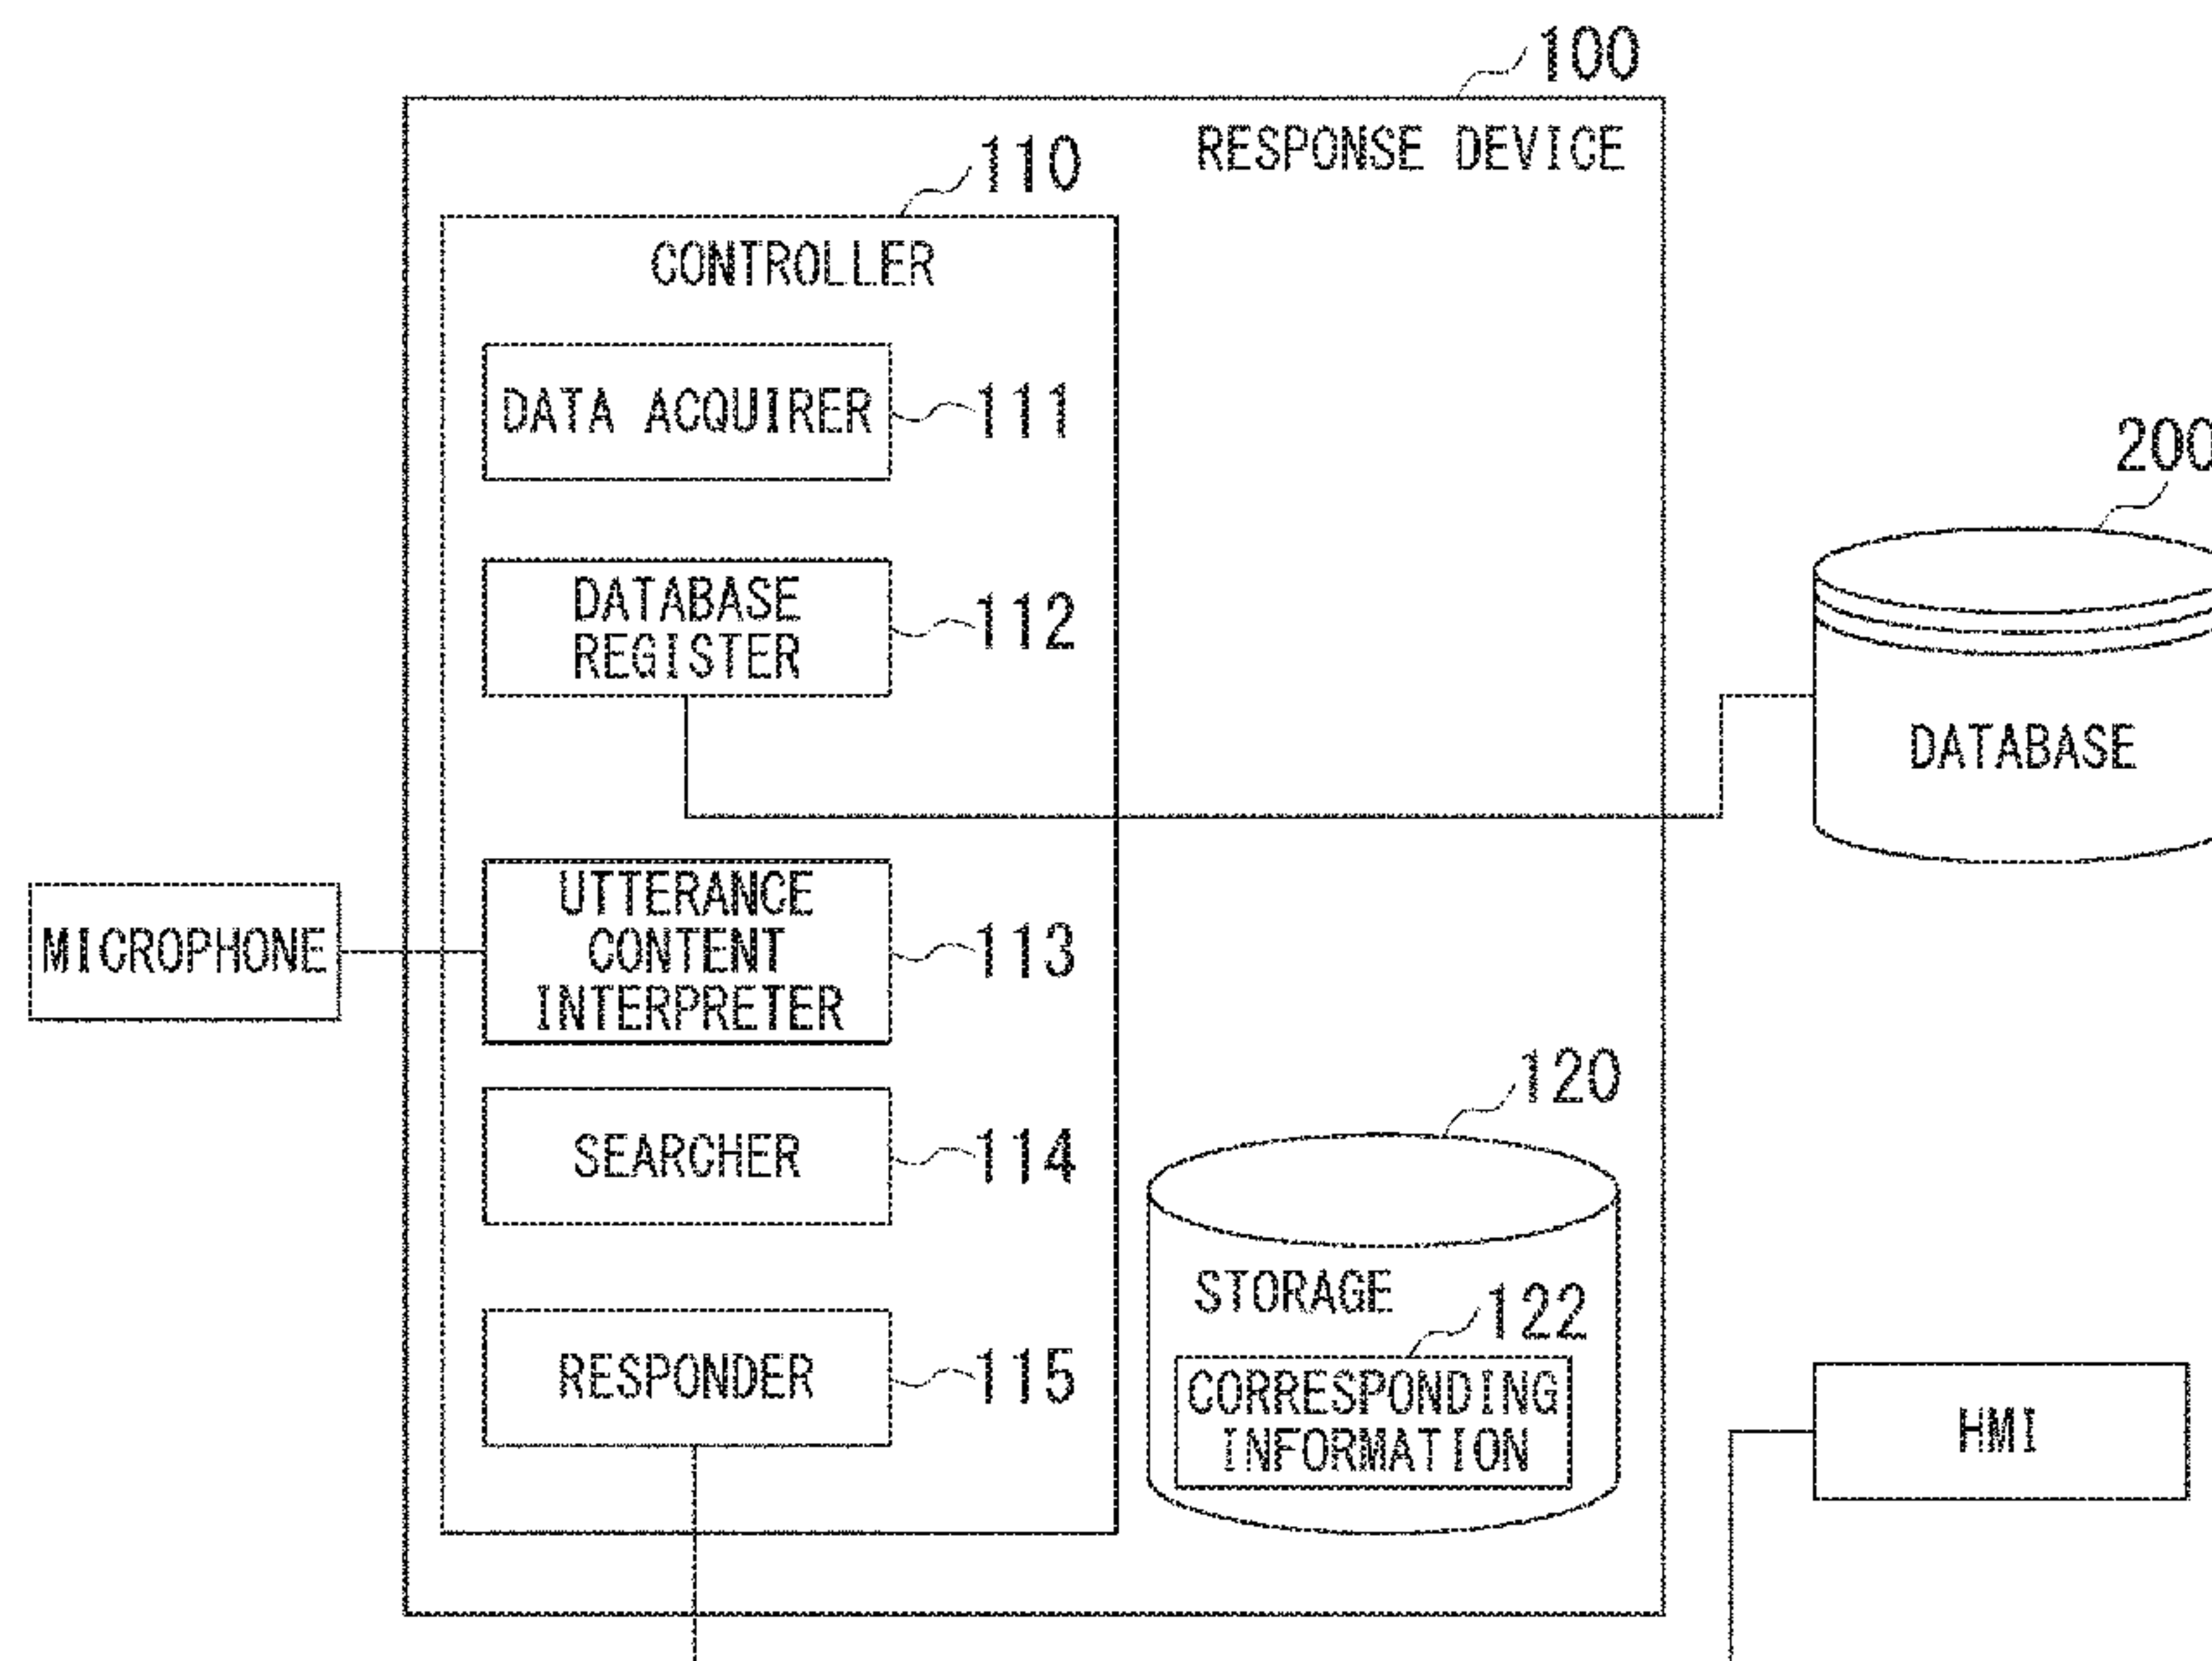 100
RESPONSE DEVICE
110
CONTROLLER
DATA ACQUIRER
111
200
DATABASE
REGISTER
112
DATABASE
MICROPHONE
UTTERANCE
CONTENT
INTERPRETER
113
120
SEARCHER
114
STORAGE
122
RESPONDER
115
CORRESPONDING
INFORMATION
HMI